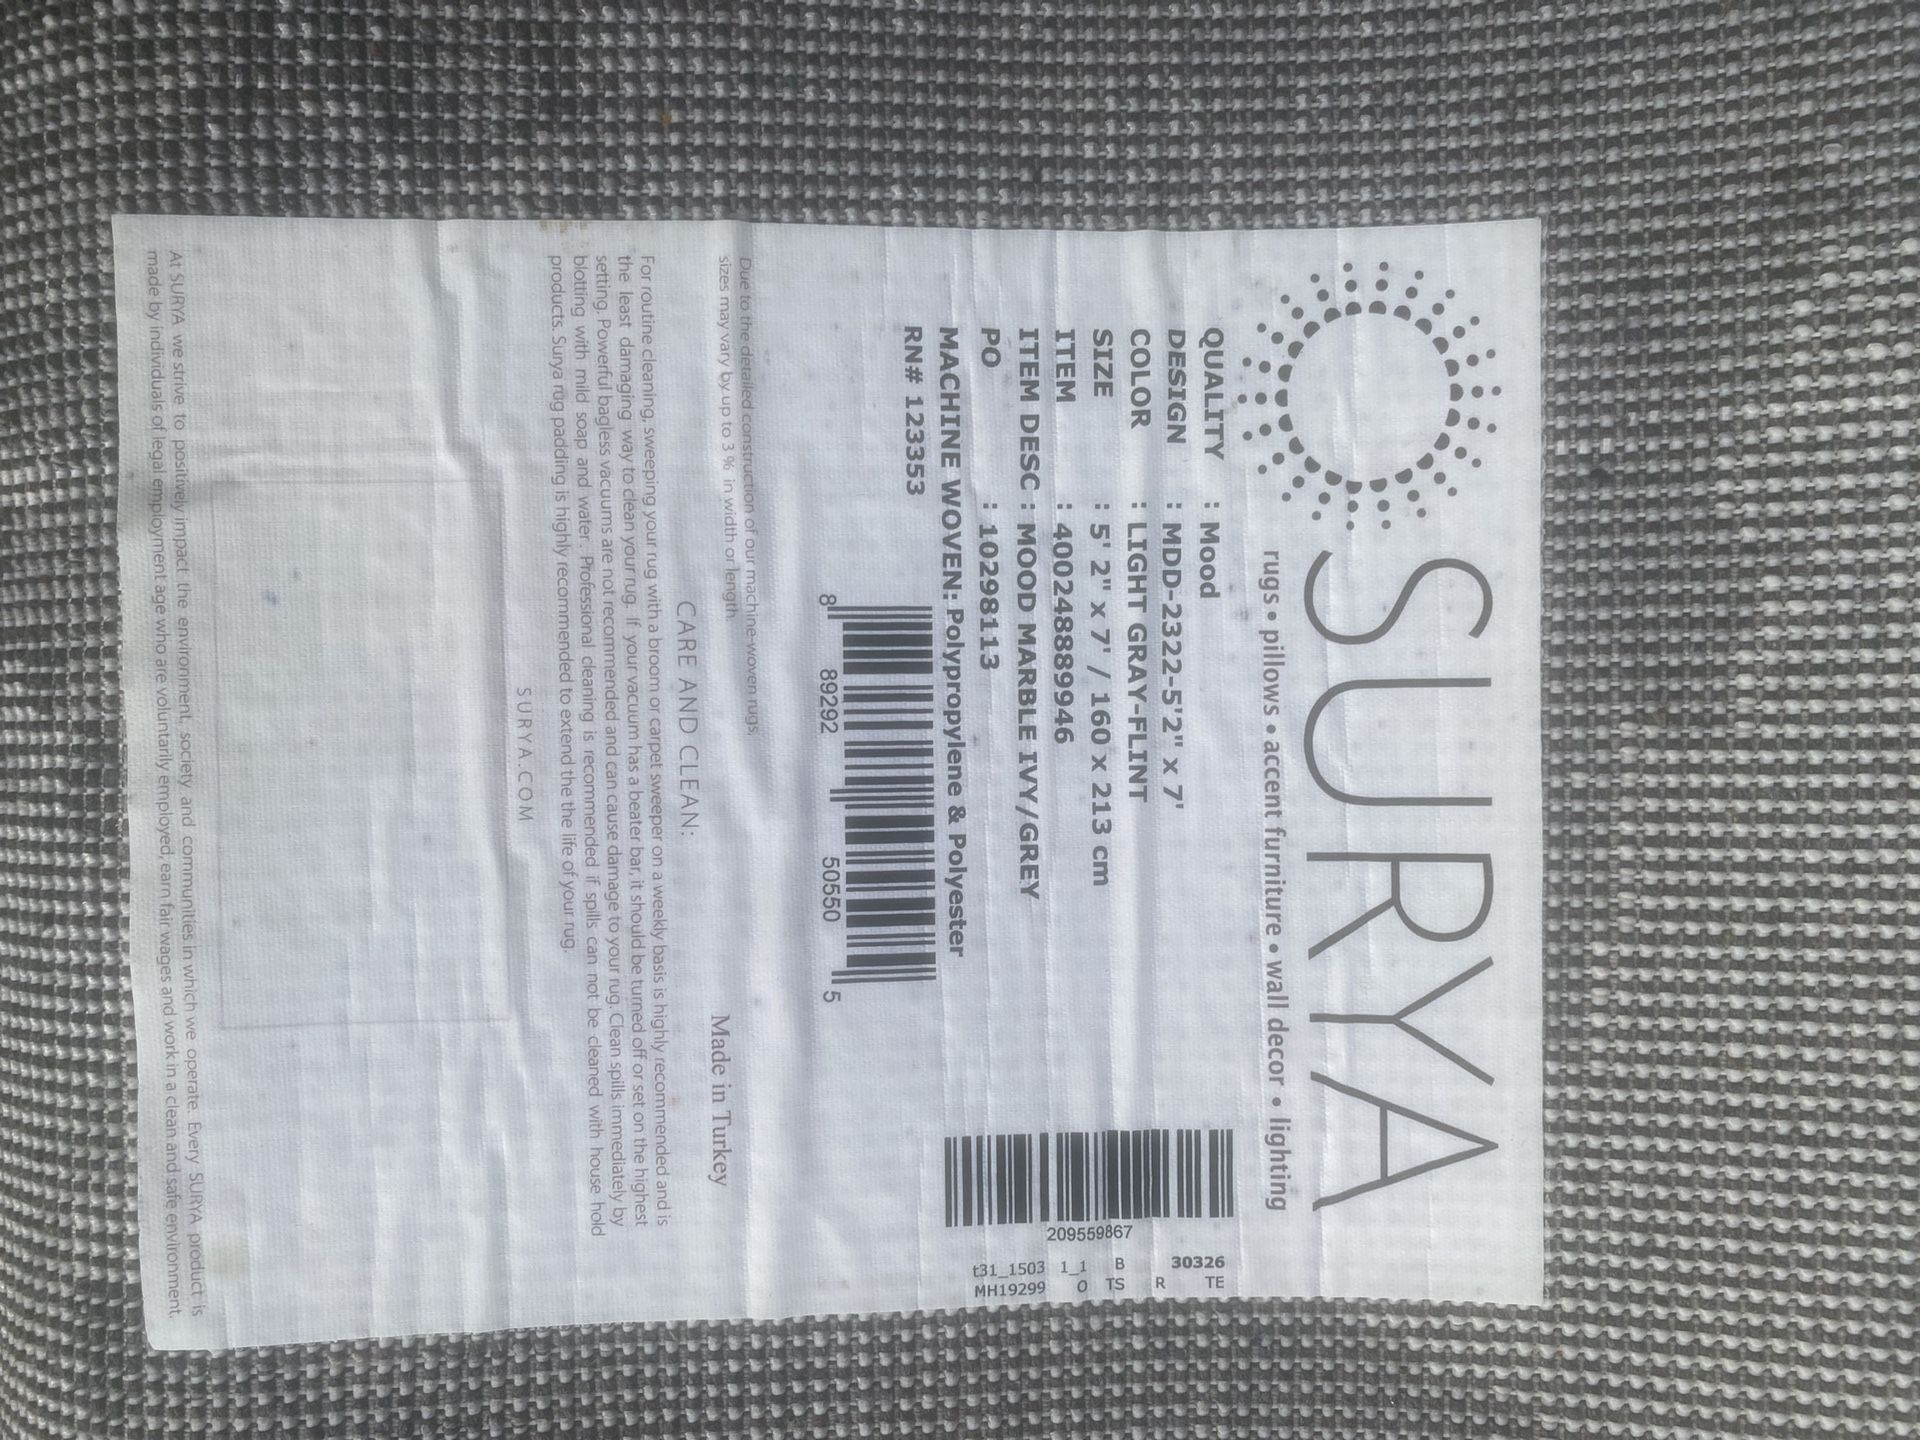 SURYA
rugs • pillows • accent furniture • wall decor • lighting
QUALITY : Mood
DESIGN : MDD-2322-5'2" x 7'
COLOR : LIGHT GRAY-FLINT
SIZE : 5' 2" x 7' / 160 x 213 cm
ITEM : 4002488889946
ITEM DESC : MOOD MARBLE IVY/GREY
PO : 10298113
MACHINE WOVEN: Polypropylene & Polyester
RN# 123353
209559867
30326 TE
R
B TS
1_1 O
t31_1503 MH19299
8 89292 50550 5
Due to the detailed construction of our machine-woven rugs,
sizes may vary by up to 3 % in width or length.
Made in Turkey
CARE AND CLEAN:
For routine cleaning, sweeping your rug with a broom or carpet sweeper on a weekly basis is highly recommended and is
the least damaging way to clean your rug. If your vacuum has a beater bar, it should be turned off or set on the highest
setting. Powerful bagless vacuums are not recommended and can cause damage to your rug. Clean spills immediately by
blotting with mild soap and water. Professional cleaning is recommended if spills can not be cleaned with house hold
products. Surya rug padding is highly recommended to extend the the life of your rug.
SURYA.COM
At SURYA we strive to positively impact the environment, society and communities in which we operate. Every SURYA product is
made by individuals of legal employment age who are voluntarily employed, earn fair wages and work in a clean and safe environment.